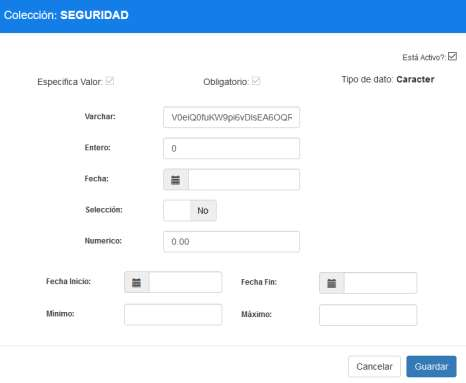 Colección: SEGURIDAD
Está Activo?:
Especifica Valor:
Obligatorio:
Tipo de dato: Caracter
Varchar:
Entero: 0
Fecha:
Selección: No
Numerico: 0.00
Fecha Inicio:
Fecha Fin:
Mínimo:
Máximo:
Cancelar
Guardar